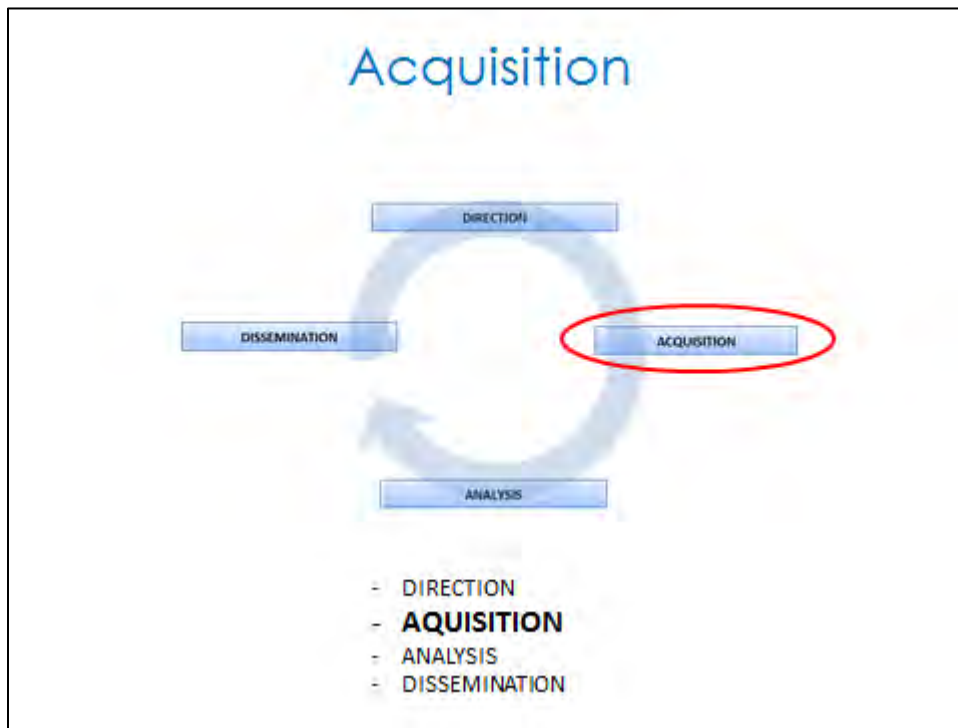 Acquisition
DIRECTION
DISSEMINATION
ACQUISITION
ANALYSIS
- DIRECTION
- AQUISITION
- ANALYSIS
- DISSEMINATION